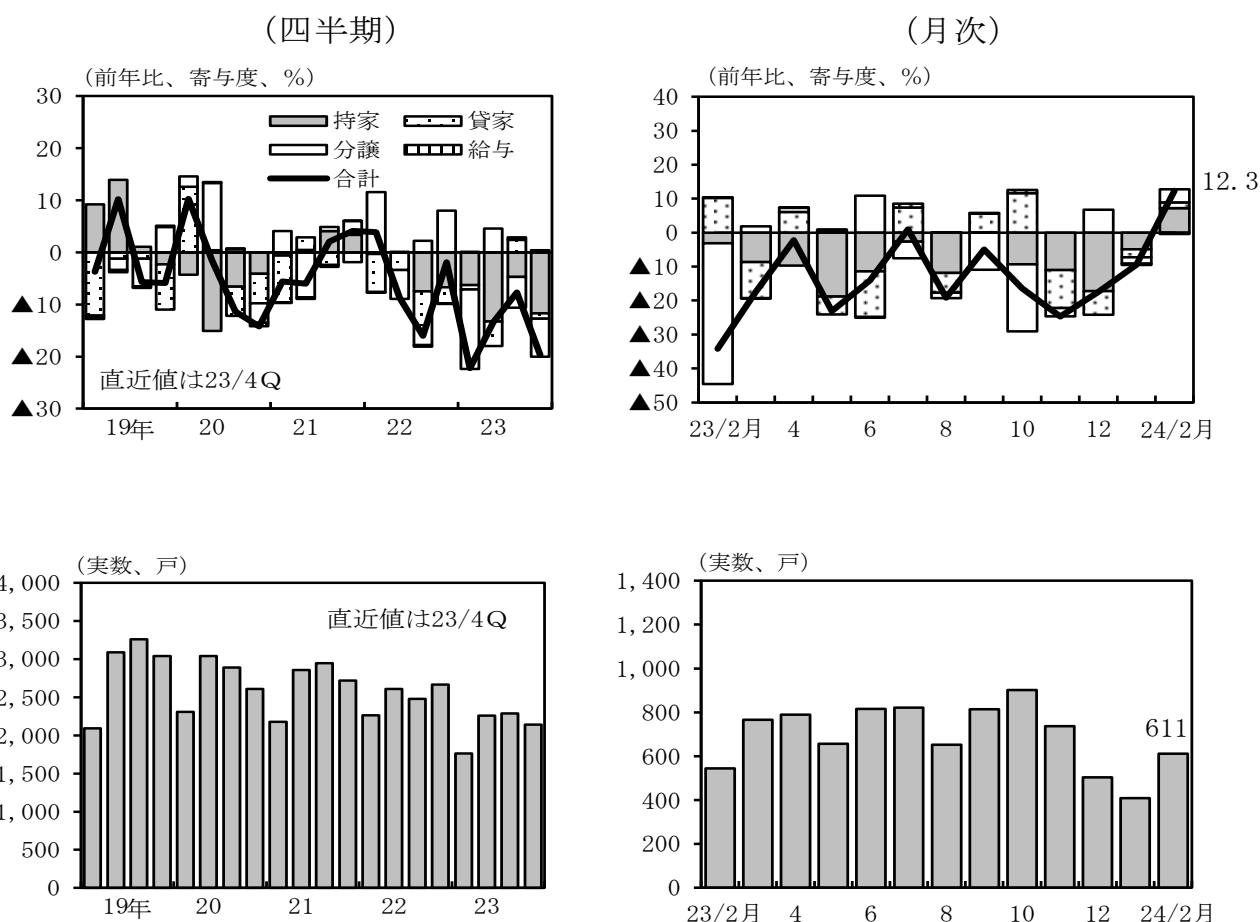 (四半期)
(月次)
(前年比、寄与度、%)
30
20
10
0
▲ 10
▲ 20
▲ 30
持家
貸家
分譲
給与
合計
直近値は23/4Q
19年 20 21 22 23
(前年比、寄与度、%)
40
30
20
10
0
▲ 10
▲ 20
▲ 30
▲ 40
▲ 50
12.3
23/2月 4 6 8 10 12 24/2月
(実数、戸)
4,000
3,500
3,000
2,500
2,000
1,500
1,000
500
0
直近値は23/4Q
19年 20 21 22 23
(実数、戸)
1,400
1,200
1,000
800
600
400
200
0
611
23/2月 4 6 8 10 12 24/2月